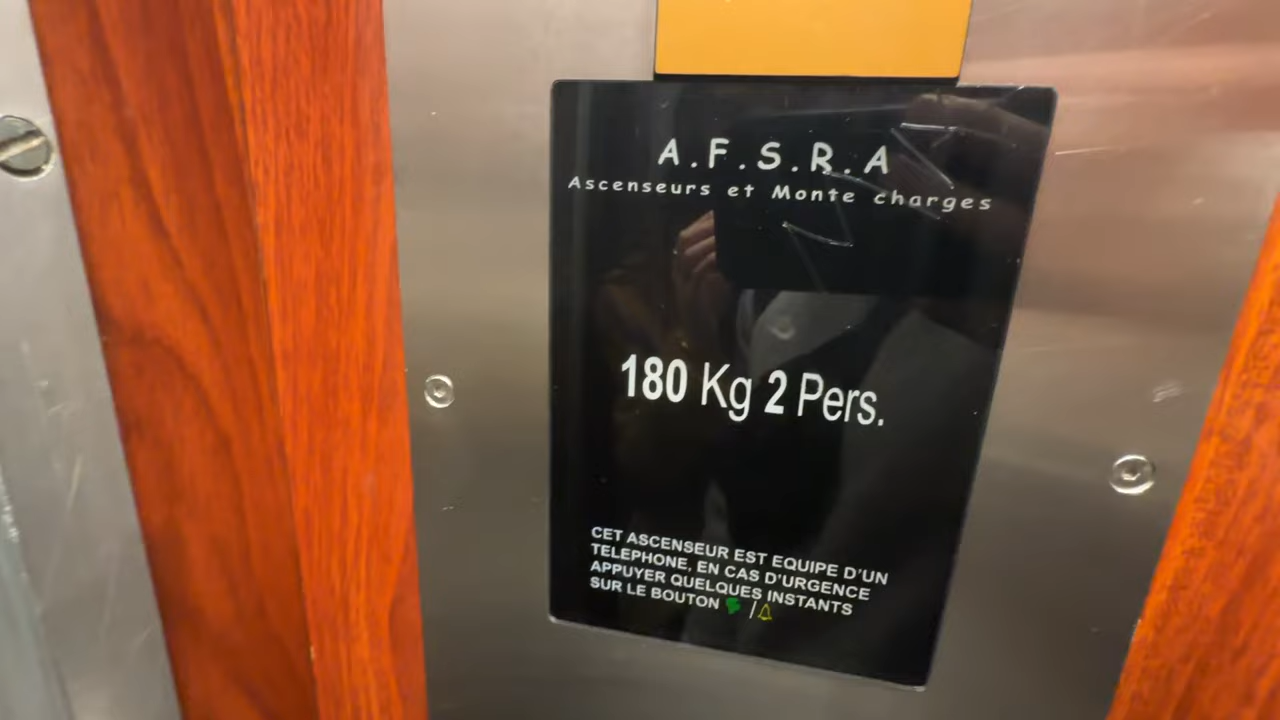 A.F.S.R.A
Ascenseurs et Monte charges
180 Kg 2 Pers.
CET ASCENSEUR EST EQUIPE D'UN
TELEPHONE, EN CAS D'URGENCE
APPUYER QUELQUES INSTANTS
SUR LE BOUTON /